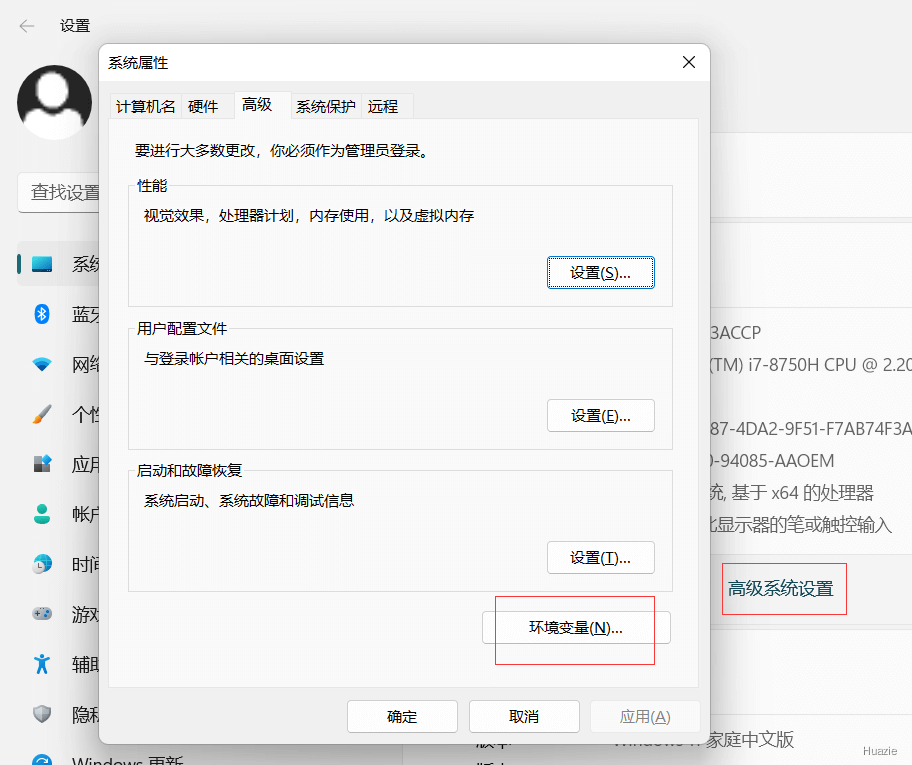 设置
系统属性
计算机名 硬件 高级 系统保护 远程
要进行大多数更改，你必须作为管理员登录。
查找设置
性能
视觉效果，处理器计划，内存使用，以及虚拟内存
设置(S)...
用户配置文件
与登录帐户相关的桌面设置
设置(E)...
启动和故障恢复
系统启动、系统故障和调试信息
设置(T)...
环境变量(N)...
确定 取消 应用(A)
系统
蓝牙
网络
个性
应用
帐户
时间
游戏
辅助
隐私
Windows 更新
3ACCP
(TM) i7-8750H CPU @ 2.20
87-4DA2-9F51-F7AB74F3A
0-94085-AAOEM
统, 基于 x64 的处理器
此显示器的笔或触控输入
高级系统设置
版本
Windows 11 家庭中文版
Huazie